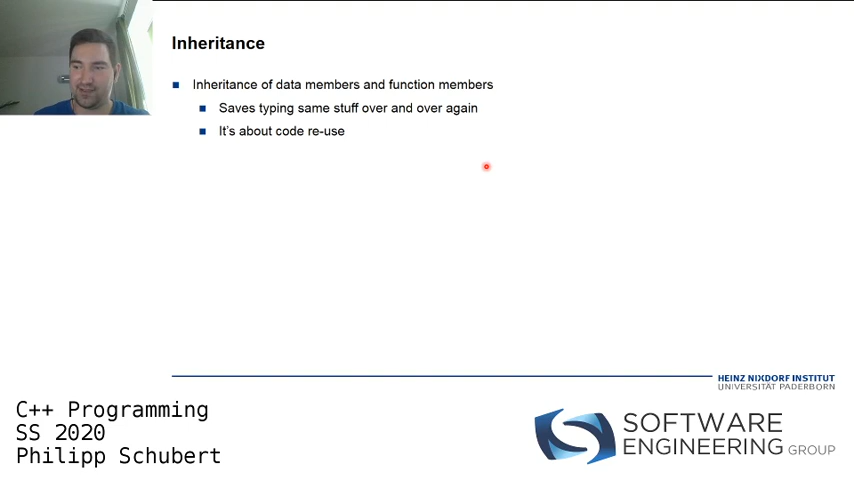 Inheritance
Inheritance of data members and function members
Saves typing same stuff over and over again
It's about code re-use
HEINZ NIXDORF INSTITUT
UNIVERSITÄT PADERBORN
C++ Programming
SS 2020
Philipp Schubert
SOFTWARE
ENGINEERING GROUP